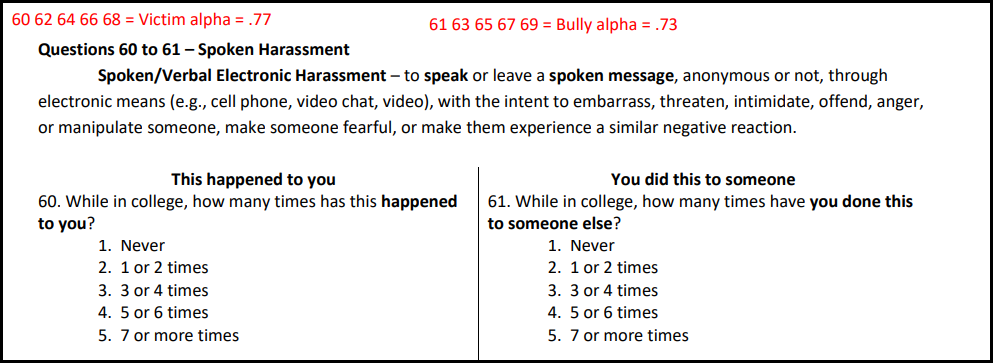 60 62 64 66 68 = Victim alpha = .77
61 63 65 67 69 = Bully alpha = .73
Questions 60 to 61 – Spoken Harassment
Spoken/Verbal Electronic Harassment – to speak or leave a spoken message, anonymous or not, through
electronic means (e.g., cell phone, video chat, video), with the intent to embarrass, threaten, intimidate, offend, anger,
or manipulate someone, make someone fearful, or make them experience a similar negative reaction.
This happened to you
60. While in college, how many times has this happened
to you?
1. Never
2. 1 or 2 times
3. 3 or 4 times
4. 5 or 6 times
5. 7 or more times
You did this to someone
61. While in college, how many times have you done this
to someone else?
1. Never
2. 1 or 2 times
3. 3 or 4 times
4. 5 or 6 times
5. 7 or more times